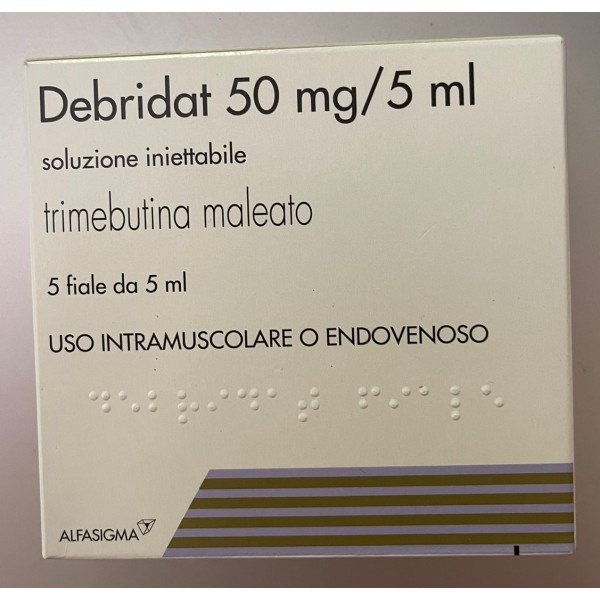 Debridat 50 mg/5 ml
soluzione iniettabile
trimebutina maleato
5 fiale da 5 ml
USO INTRAMUSCOLARE O ENDOVENOSO
ALFASIGMA